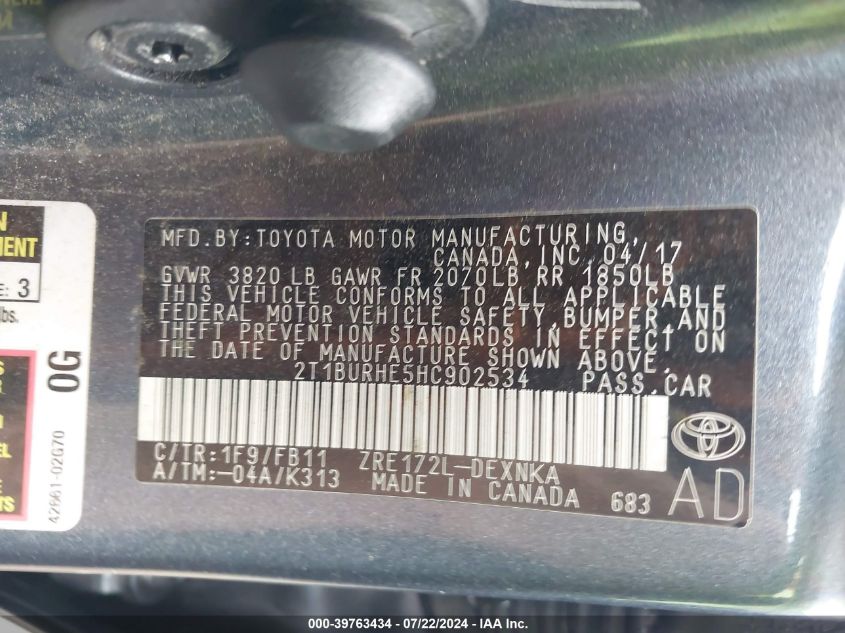 MENT
E: 3
lbs.
0G
42661-02G70
MFD.BY:TOYOTA MOTOR MANUFACTURING,
CANADA, INC. 04/17
GVWR 3820 LB GAWR FR 2070LB RR 1850LB
THIS VEHICLE CONFORMS TO ALL APPLICABLE
FEDERAL MOTOR VEHICLE SAFETY, BUMPER, AND
THEFT PREVENTION STANDARDS IN EFFECT ON
THE DATE OF MANUFACTURE SHOWN ABOVE.
2T1BURHE5HC902534 PASS.CAR
C/TR:1F9/FB11 ZRE172L-DEXNKA
A/TM:-04A/K313 MADE IN CANADA 683
AD
000-39763434 - 07/22/2024 - IAA Inc.